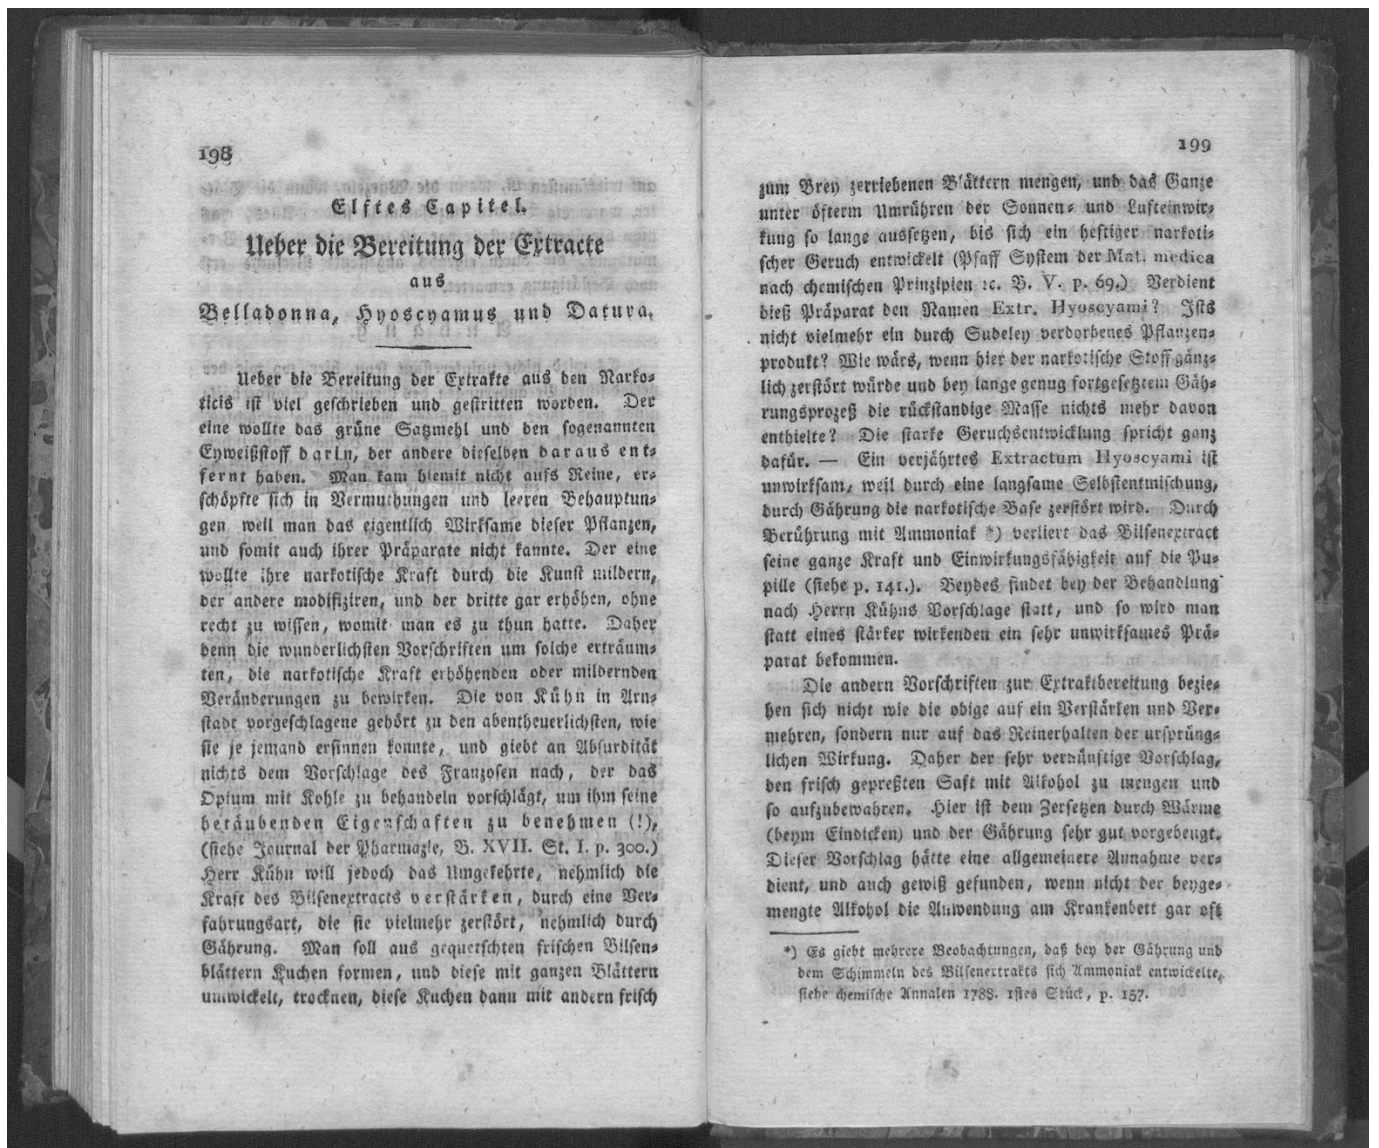 198
Elftes Capitel.
Ueber die Bereitung der Extracte
aus
Belladonna, Hyoscyamus und Datura.
Ueber die Bereitung der Extrakte aus den Narko-
ticis ist viel geschrieben und gestritten worden. Der
eine wollte das grüne Satzmehl und den sogenannten
Eyweißstoff darin, der andere dieselben daraus ent-
fernt haben. Man kam hiemit nicht aufs Reine, er-
schöpfte sich in Vermuthungen und leeren Behauptun-
gen weil man das eigentlich Wirksame dieser Pflanzen,
und somit auch ihrer Präparate nicht kannte. Der eine
wollte ihre narkotische Kraft durch die Kunst mildern,
der andere modifiziren, und der dritte gar erhöhen, ohne
recht zu wissen, womit man es zu thun hatte. Daher
denn die wunderlichsten Vorschriften um solche erträum-
ten, die narkotische Kraft erhöhenden oder mildernden
Veränderungen zu bewirken. Die von Kühn in Arn-
stadt vorgeschlagene gehört zu den abentheuerlichsten, wie
sie je jemand ersinnen konnte, und giebt an Absurdität
nichts dem Vorschlage des Franzosen nach, der das
Opium mit Kohle zu behandeln vorschlägt, um ihm seine
betäubenden Eigenschaften zu benehmen (!),
(siehe Journal der Pharmazie, B. XVII. St. I. p. 300.)
Herr Kühn will jedoch das Umgekehrte, nehmlich die
Kraft des Bilsenextracts verstärken, durch eine Ver-
fahrungsart, die sie vielmehr zerstört, nehmlich durch
Gährung. Man soll aus gequetschten frischen Bilsen-
blättern Kuchen formen, und diese mit ganzen Blättern
umwickelt, trocknen, diese Kuchen dann mit andern frisch
199
zum Brey zerriebenen Blättern mengen, und das Ganze
unter öfterm Umrühren der Sonnen- und Lufteinwir-
kung so lange aussetzen, bis sich ein heftiger narkoti-
scher Geruch entwickelt (Pfaff System der Mat. medica
nach chemischen Prinzipien ꝛc. B. V. p. 69.) Verdient
dieß Präparat den Namen Extr. Hyoscyami? Ists
nicht vielmehr ein durch Sudeley verdorbenes Pflanzen-
produkt? Wie wärs, wenn hier der narkotische Stoff gänz-
lich zerstört würde und bey lange genug fortgesetztem Gäh-
rungsprozeß die rückstandige Masse nichts mehr davon
enthielte? Die starke Geruchsentwicklung spricht ganz
dafür. — Ein verjährtes Extractum Hyoscyami ist
unwirksam, weil durch eine langsame Selbstentmischung,
durch Gährung die narkotische Base zerstört wird. Durch
Berührung mit Ammoniak *) verliert das Bilsenextract
seine ganze Kraft und Einwirkungsfähigkeit auf die Pu-
pille (siehe p. 141.). Beydes findet bey der Behandlung
nach Herrn Kühns Vorschlage statt, und so wird man
statt eines stärker wirkenden ein sehr unwirksames Prä-
parat bekommen.
Die andern Vorschriften zur Extraktbereitung bezie-
hen sich nicht wie die obige auf ein Verstärken und Ver-
mehren, sondern nur auf das Reinerhalten der ursprüng-
lichen Wirkung. Daher der sehr vernünftige Vorschlag,
den frisch gepreßten Saft mit Alkohol zu mengen und
so aufzubewahren. Hier ist dem Zersetzen durch Wärme
(beym Eindicken) und der Gährung sehr gut vorgebeugt.
Dieser Vorschlag hätte eine allgemeinere Annahme ver-
dient, und auch gewiß gefunden, wenn nicht der beyge-
mengte Alkohol die Anwendung am Krankenbett gar oft
*) Es giebt mehrere Beobachtungen, daß bey der Gährung und
dem Schimmeln des Bilsenextrakts sich Ammoniak entwickelte,
siehe chemische Annalen 1788. 1stes Stück, p. 157.